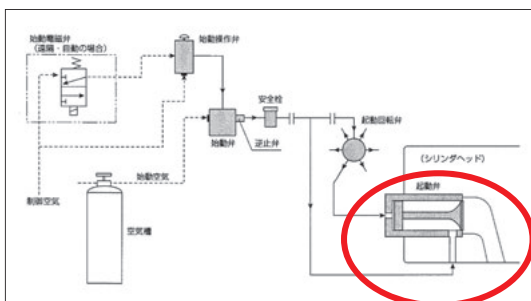 始動電磁弁
(遠隔・自動の場合)
始動操作弁
安全栓
起動回転弁
始動弁
逆止弁
(シリンダヘッド)
起動弁
始動空気
制御空気
空気槽